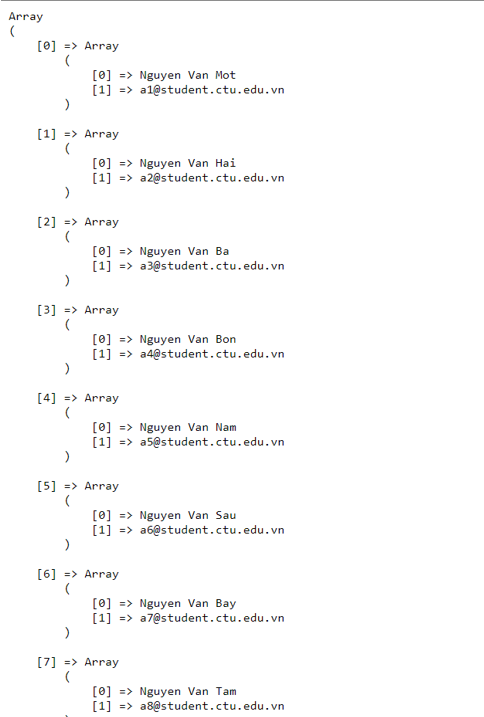 Array
(
[0] => Array
(
[0] => Nguyen Van Mot
[1] => a1@student.ctu.edu.vn
)
[1] => Array
(
[0] => Nguyen Van Hai
[1] => a2@student.ctu.edu.vn
)
[2] => Array
(
[0] => Nguyen Van Ba
[1] => a3@student.ctu.edu.vn
)
[3] => Array
(
[0] => Nguyen Van Bon
[1] => a4@student.ctu.edu.vn
)
[4] => Array
(
[0] => Nguyen Van Nam
[1] => a5@student.ctu.edu.vn
)
[5] => Array
(
[0] => Nguyen Van Sau
[1] => a6@student.ctu.edu.vn
)
[6] => Array
(
[0] => Nguyen Van Bay
[1] => a7@student.ctu.edu.vn
)
[7] => Array
(
[0] => Nguyen Van Tam
[1] => a8@student.ctu.edu.vn